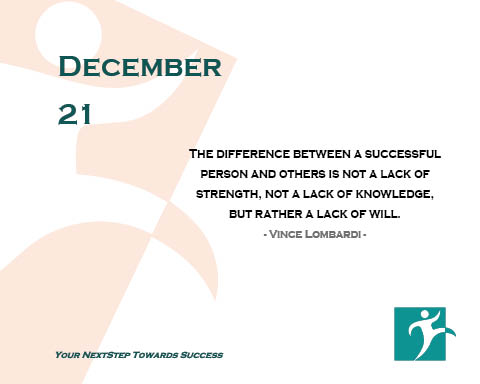 December
21
The difference between a successful
person and others is not a lack of
strength, not a lack of knowledge,
but rather a lack of will.
- Vince Lombardi -
Your NextStep Towards Success